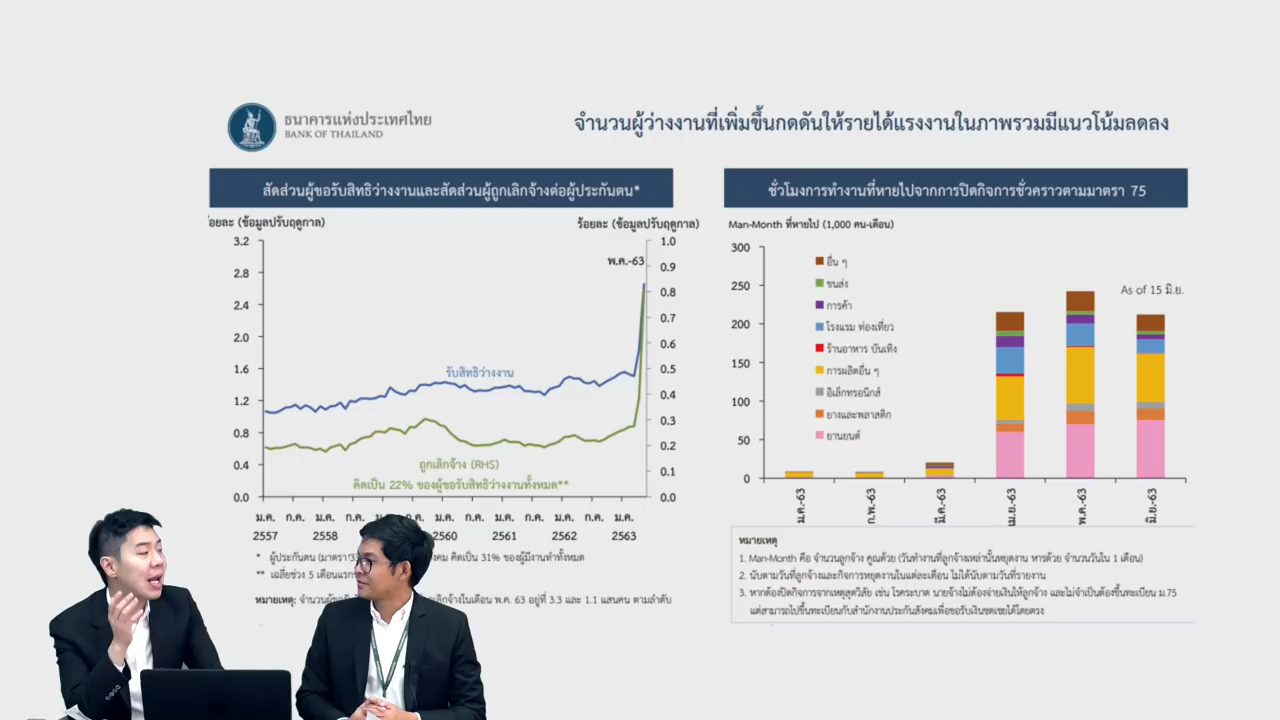 ธนาคารแห่งประเทศไทย
BANK OF THAILAND
จำนวนผู้ว่างงานที่เพิ่มขึ้นกดดันให้รายได้แรงงานในภาพรวมมีแนวโน้มลดลง
สัดส่วนผู้ขอรับสิทธิว่างงานและสัดส่วนผู้ถูกเลิกจ้างต่อผู้ประกันตน*
้อยละ (ข้อมูลปรับฤดูกาล)
ร้อยละ (ข้อมูลปรับฤดูกาล)
3.2
2.8
2.4
2.0
1.6
1.2
0.8
0.4
0.0
1.0
0.9
0.8
0.7
0.6
0.5
0.4
0.3
0.2
0.1
0.0
พ.ค.-63
รับสิทธิว่างงาน
ถูกเลิกจ้าง (RHS)
คิดเป็น 22% ของผู้ขอรับสิทธิว่างงานทั้งหมด**
ม.ค. ก.ค. ม.ค. ก.ค. ม.ค. ก.ค. ม.ค. ก.ค. ม.ค. ก.ค. ม.ค.
2557 2558 2560 2561 2562 2563
* ผู้ประกันตน (มาตรา คม คิดเป็น 31% ของผู้มีงานทำทั้งหมด
** เฉลี่ยช่วง 5 เดือนแรก
หมายเหตุ: จำนวนผู้ขอรับ ลิกจ้างในเดือน พ.ค. 63 อยู่ที่ 3.3 และ 1.1 แสนคน ตามลำดับ
ชั่วโมงการทำงานที่หายไปจากการปิดกิจการชั่วคราวตามมาตรา 75
Man-Month ที่หายไป (1,000 คน-เดือน)
300
250
200
150
100
50
0
อื่น ๆ
ขนส่ง
การค้า
โรงแรม ท่องเที่ยว
ร้านอาหาร บันเทิง
การผลิตอื่น ๆ
อิเล็กทรอนิกส์
ยางและพลาสติก
ยานยนต์
As of 15 มิ.ย.
ม.ค.-63
ก.พ.-63
มี.ค.-63
เม.ย.-63
พ.ค.-63
มิ.ย.-63
หมายเหตุ
1. Man-Month คือ จำนวนลูกจ้าง คูณด้วย (วันทำงานที่ลูกจ้างเหล่านั้นหยุดงาน หารด้วย จำนวนวันใน 1 เดือน)
2. นับตามวันที่ลูกจ้างและกิจการหยุดงานในแต่ละเดือน ไม่ได้นับตามวันที่รายงาน
3. หากต้องปิดกิจการจากเหตุสุดวิสัย เช่น โรคระบาด นายจ้างไม่ต้องจ่ายเงินให้ลูกจ้าง และไม่จำเป็นต้องขึ้นทะเบียน ม.75
แต่สามารถไปขึ้นทะเบียนกับสำนักงานประกันสังคมเพื่อขอรับเงินชดเชยได้โดยตรง